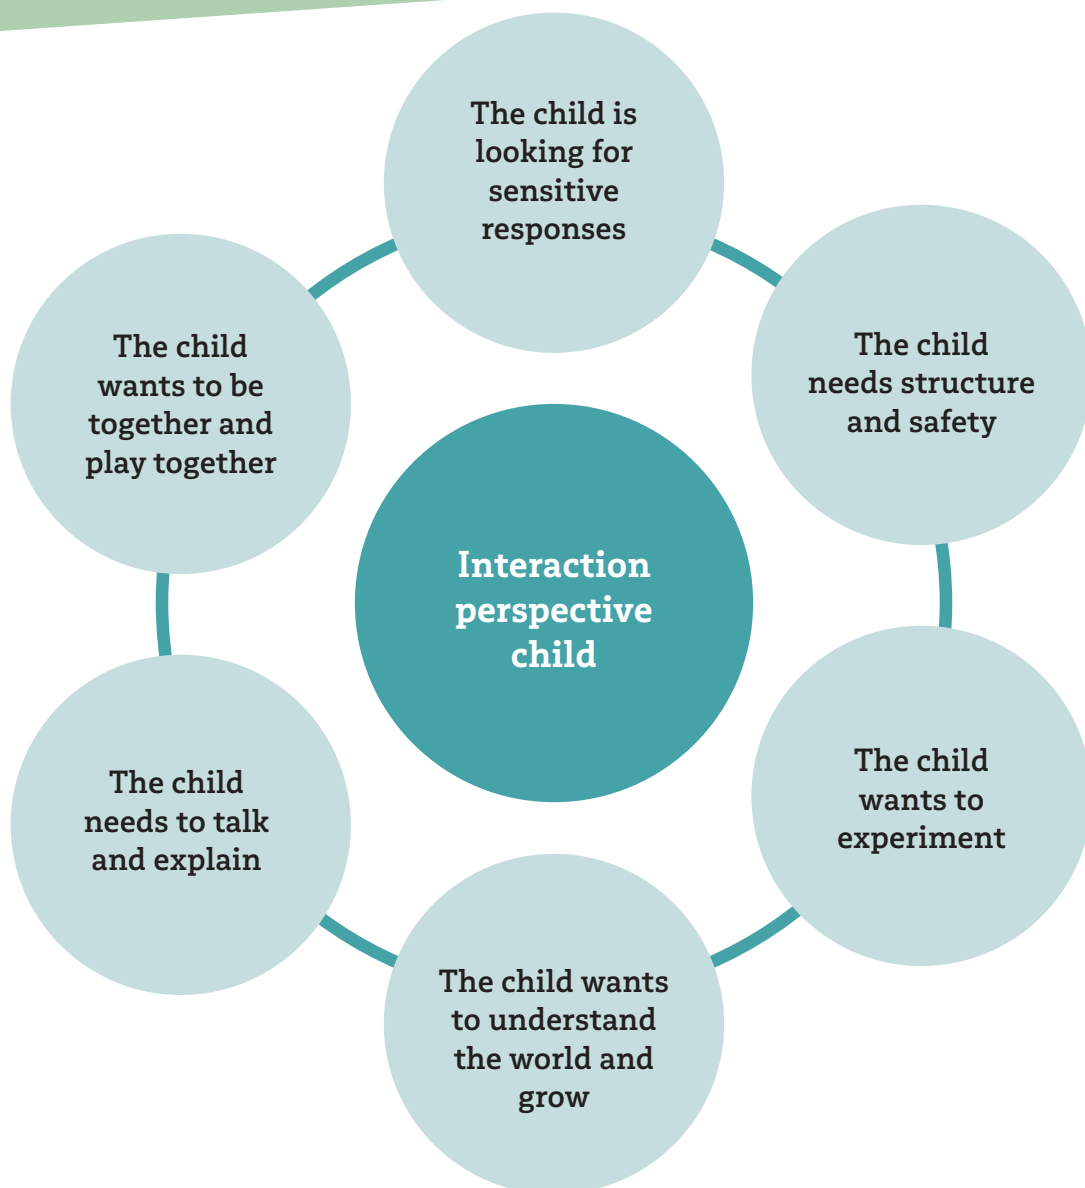 The child is
looking for
sensitive
responses
The child
needs structure
and safety
The child
wants to
experiment
The child wants
to understand
the world and
grow
The child
needs to talk
and explain
The child
wants to be
together and
play together
Interaction
perspective
child